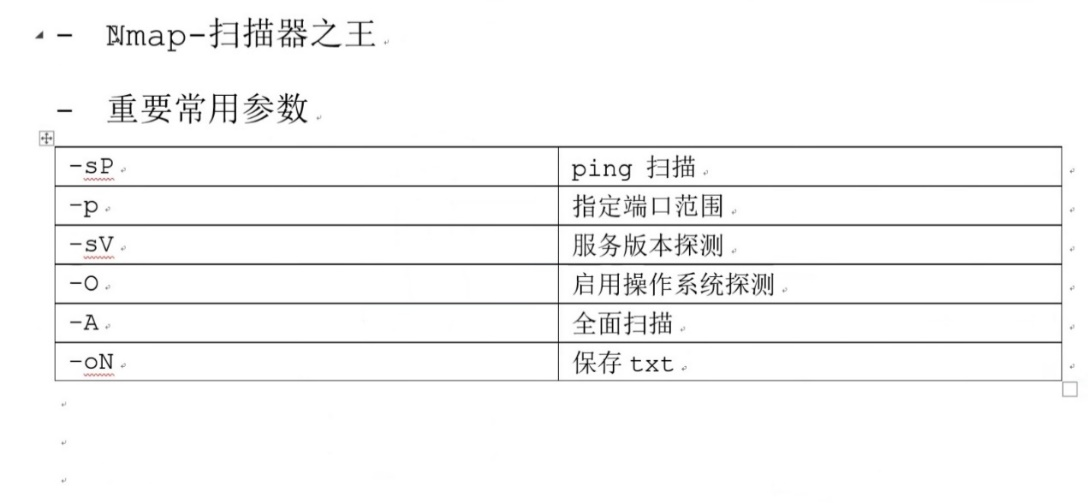 - Nmap-扫描器之王
- 重要常用参数
-sP ping 扫描
-p 指定端口范围
-sV 服务版本探测
-O 启用操作系统探测
-A 全面扫描
-oN 保存 txt